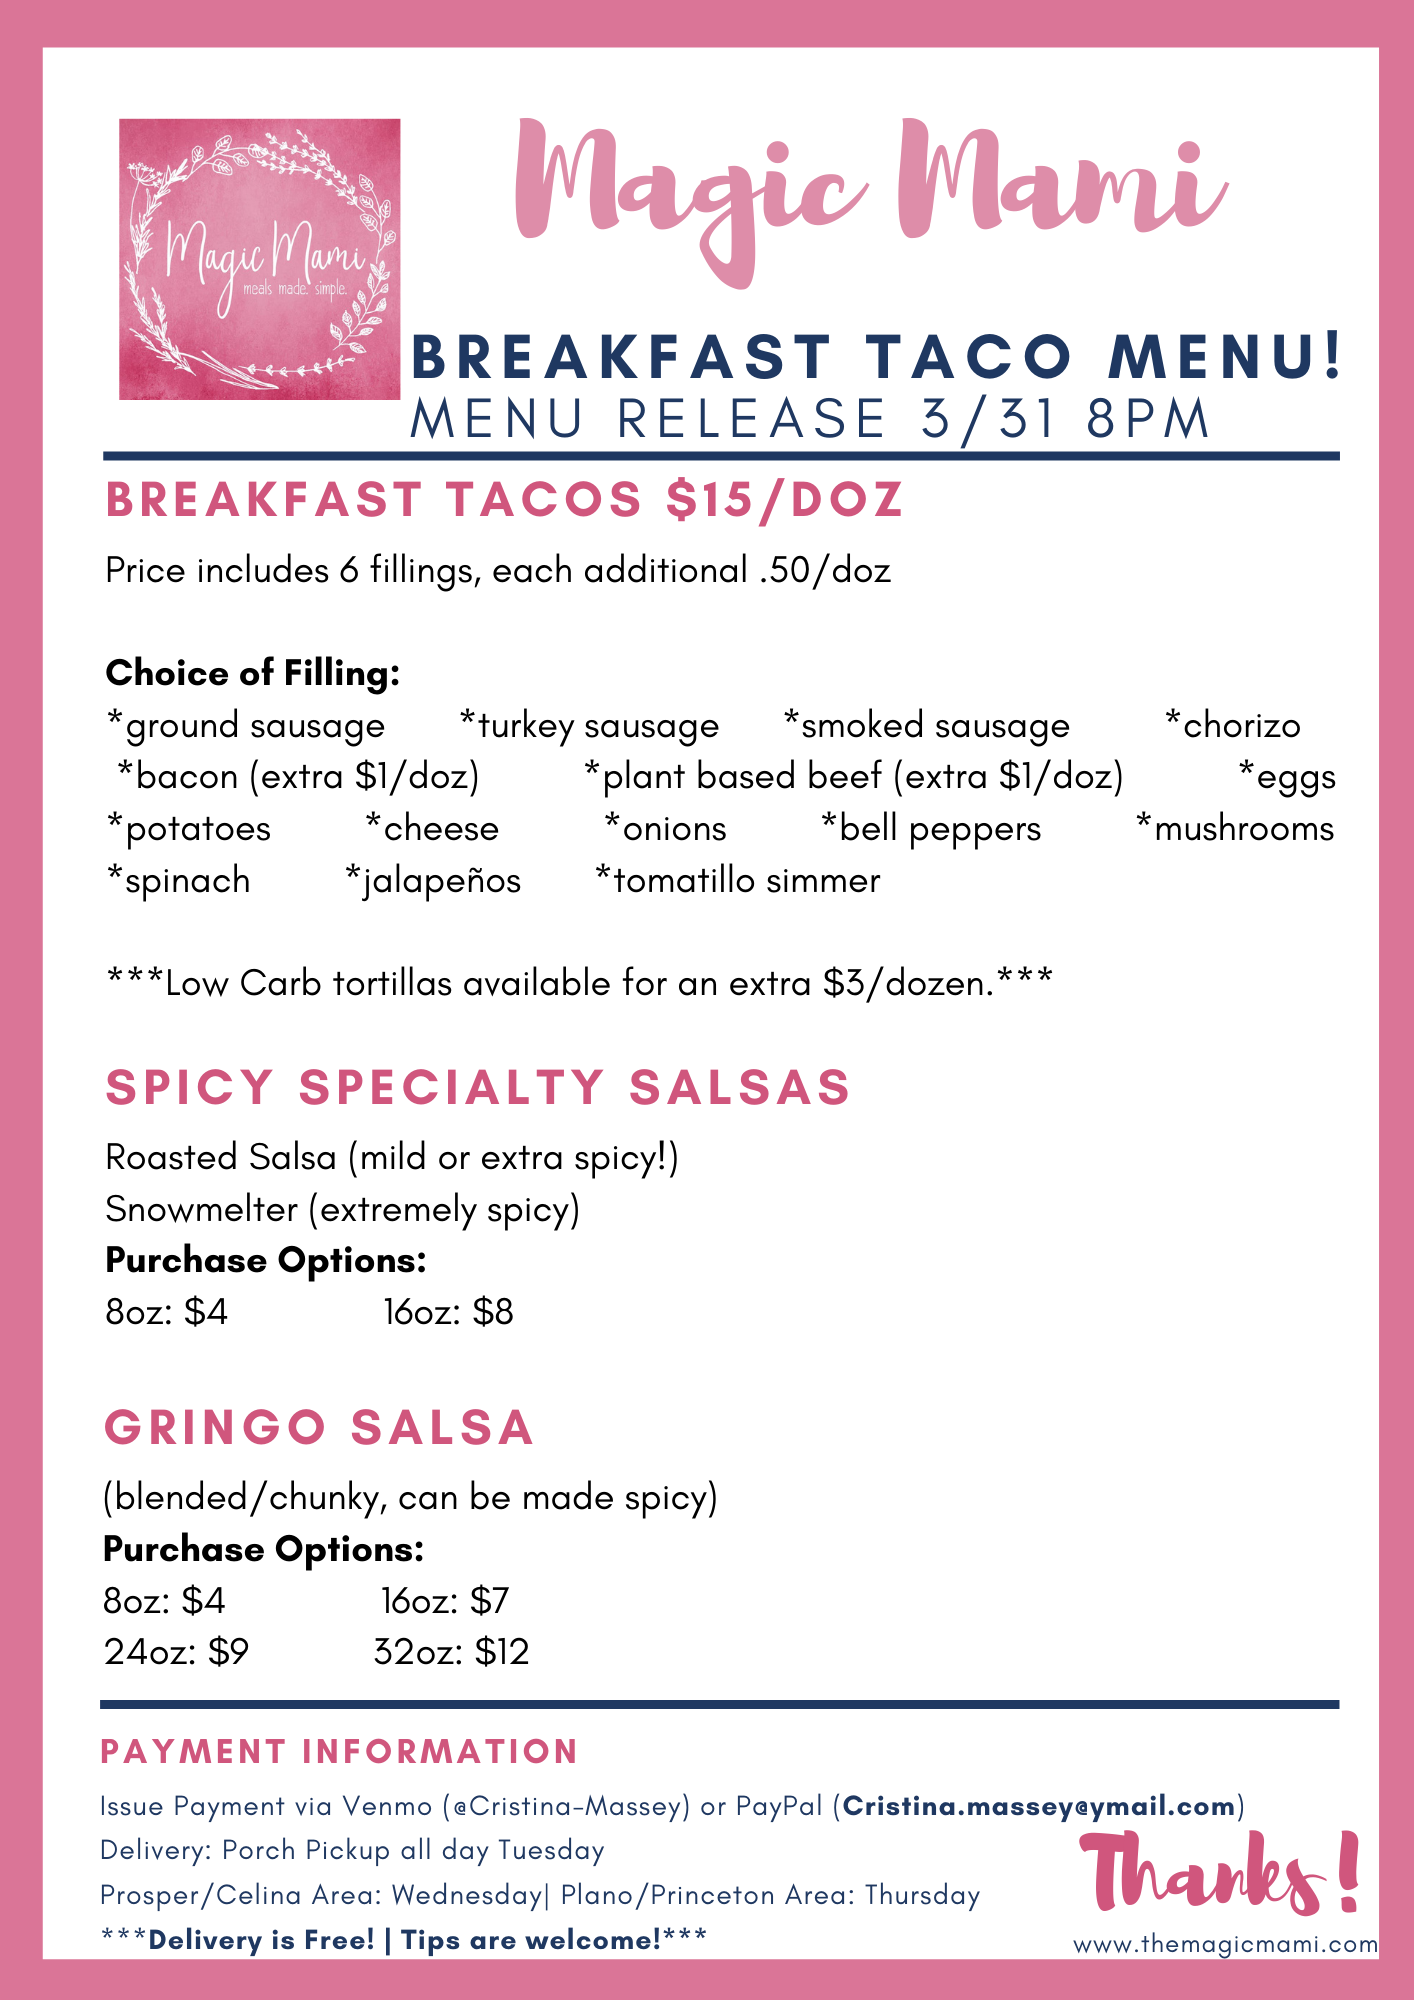 Magic Mami
meals made. simple.
Magic Mami
BREAKFAST TACO MENU!
MENU RELEASE 3/31 8PM
BREAKFAST TACOS $15/DOZ
Price includes 6 fillings, each additional .50/doz
Choice of Filling:
*ground sausage *turkey sausage *smoked sausage *chorizo
*bacon (extra $1/doz) *plant based beef (extra $1/doz) *eggs
*potatoes *cheese *onions *bell peppers *mushrooms
*spinach *jalapeños *tomatillo simmer
***Low Carb tortillas available for an extra $3/dozen.***
SPICY SPECIALTY SALSAS
Roasted Salsa (mild or extra spicy!)
Snowmelter (extremely spicy)
Purchase Options:
8oz: $4 16oz: $8
GRINGO SALSA
(blended/chunky, can be made spicy)
Purchase Options:
8oz: $4 16oz: $7
24oz: $9 32oz: $12
PAYMENT INFORMATION
Issue Payment via Venmo (@Cristina-Massey) or PayPal (Cristina.massey@ymail.com)
Delivery: Porch Pickup all day Tuesday
Prosper/Celina Area: Wednesday| Plano/Princeton Area: Thursday
***Delivery is Free! | Tips are welcome!***
Thanks!
www.themagicmami.com